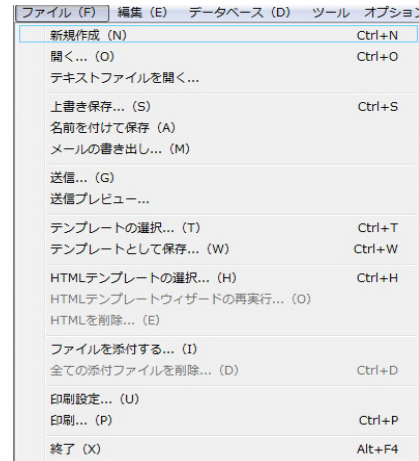 ファイル（F） 編集（E） データベース（D） ツール オプション
新規作成（N） Ctrl+N
開く...（O） Ctrl+O
テキストファイルを開く...
上書き保存...（S） Ctrl+S
名前を付けて保存（A）
メールの書き出し...（M）
送信...（G）
送信プレビュー...
テンプレートの選択...（T） Ctrl+T
テンプレートとして保存...（W） Ctrl+W
HTMLテンプレートの選択...（H） Ctrl+H
HTMLテンプレートウィザードの再実行...（O）
HTMLを削除...（E）
ファイルを添付する...（I）
全ての添付ファイルを削除...（D） Ctrl+D
印刷設定...（U）
印刷...（P） Ctrl+P
終了（X） Alt+F4